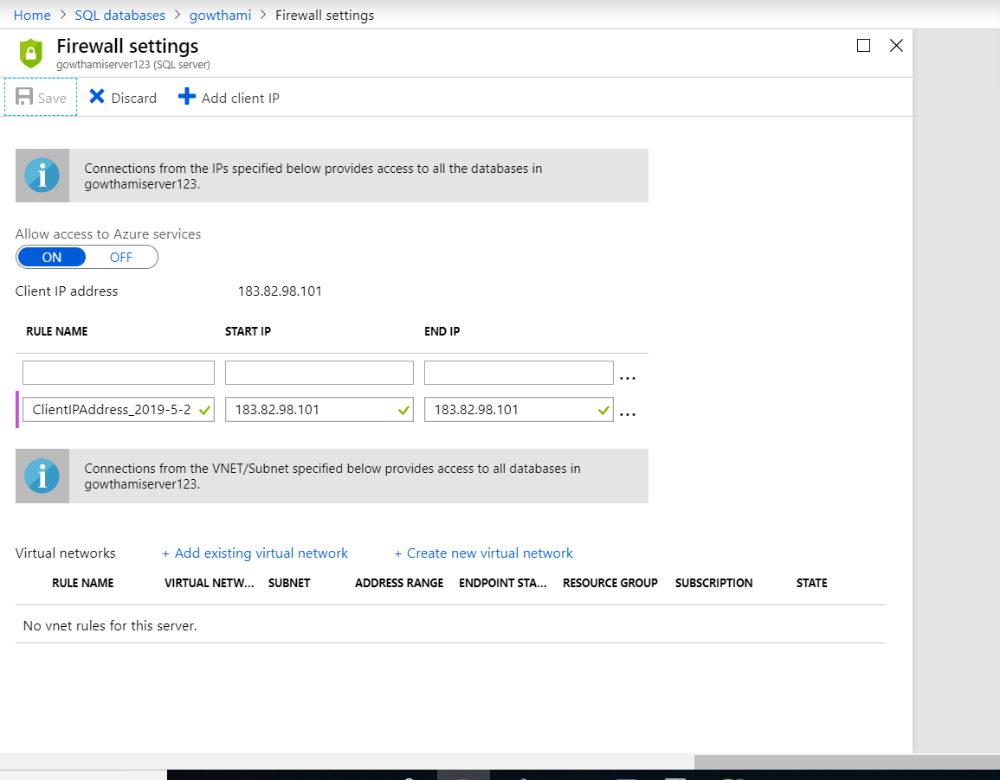 Home > SQL databases > gowthami > Firewall settings
Firewall settings
gowthamiserver123 (SQL server)
Save Discard Add client IP
Connections from the IPs specified below provides access to all the databases in
gowthamiserver123.
Allow access to Azure services
ON OFF
Client IP address 183.82.98.101
RULE NAME START IP END IP
...
ClientIPAddress_2019-5-2 183.82.98.101 183.82.98.101 ...
Connections from the VNET/Subnet specified below provides access to all databases in
gowthamiserver123.
Virtual networks + Add existing virtual network + Create new virtual network
RULE NAME VIRTUAL NETW... SUBNET ADDRESS RANGE ENDPOINT STA... RESOURCE GROUP SUBSCRIPTION STATE
No vnet rules for this server.